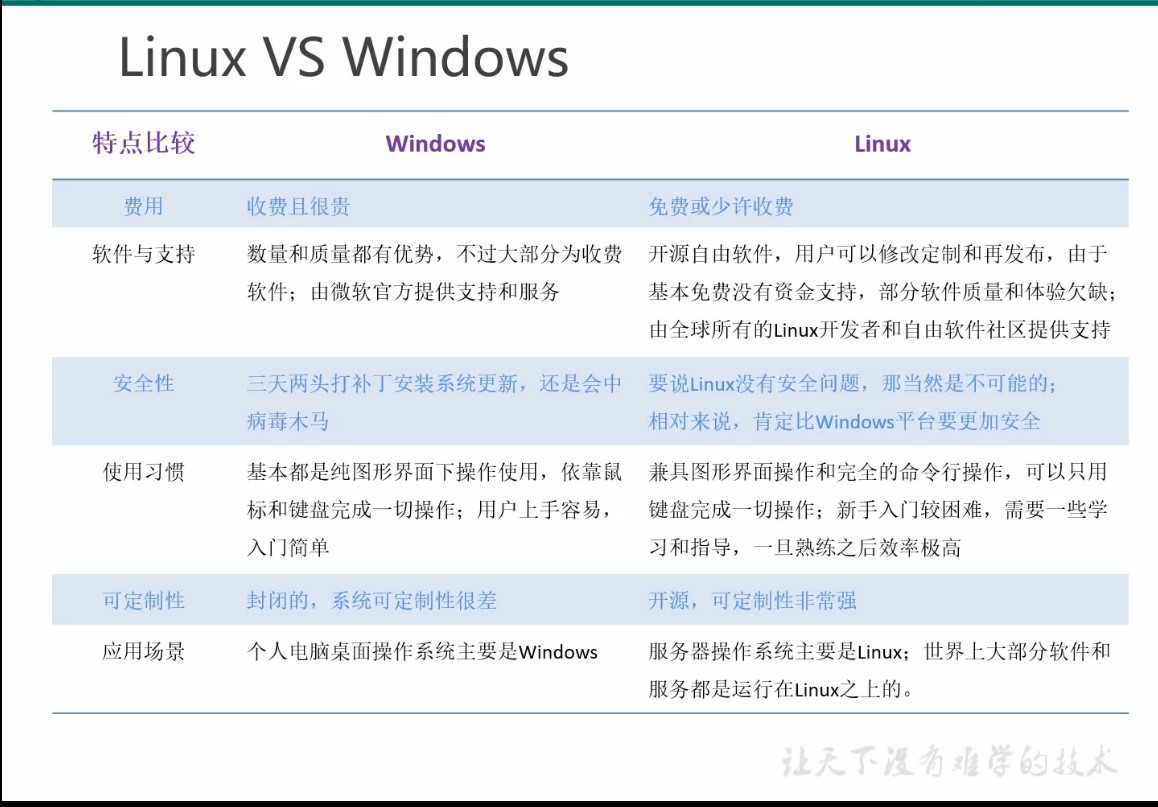 Linux VS Windows
特点比较 Windows Linux
费用 收费且很贵 免费或少许收费
软件与支持 数量和质量都有优势，不过大部分为收费 开源自由软件，用户可以修改定制和再发布，由于
软件；由微软官方提供支持和服务 基本免费没有资金支持，部分软件质量和体验欠缺；
由全球所有的Linux开发者和自由软件社区提供支持
安全性 三天两头打补丁安装系统更新，还是会中 要说Linux没有安全问题，那当然是不可能的；
病毒木马 相对来说，肯定比Windows平台要更加安全
使用习惯 基本都是纯图形界面下操作使用，依靠鼠 兼具图形界面操作和完全的命令行操作，可以只用
标和键盘完成一切操作；用户上手容易， 键盘完成一切操作；新手入门较困难，需要一些学
入门简单 习和指导，一旦熟练之后效率极高
可定制性 封闭的，系统可定制性很差 开源，可定制性非常强
应用场景 个人电脑桌面操作系统主要是Windows 服务器操作系统主要是Linux；世界上大部分软件和
服务都是运行在Linux之上的。
让天下没有难学的技术